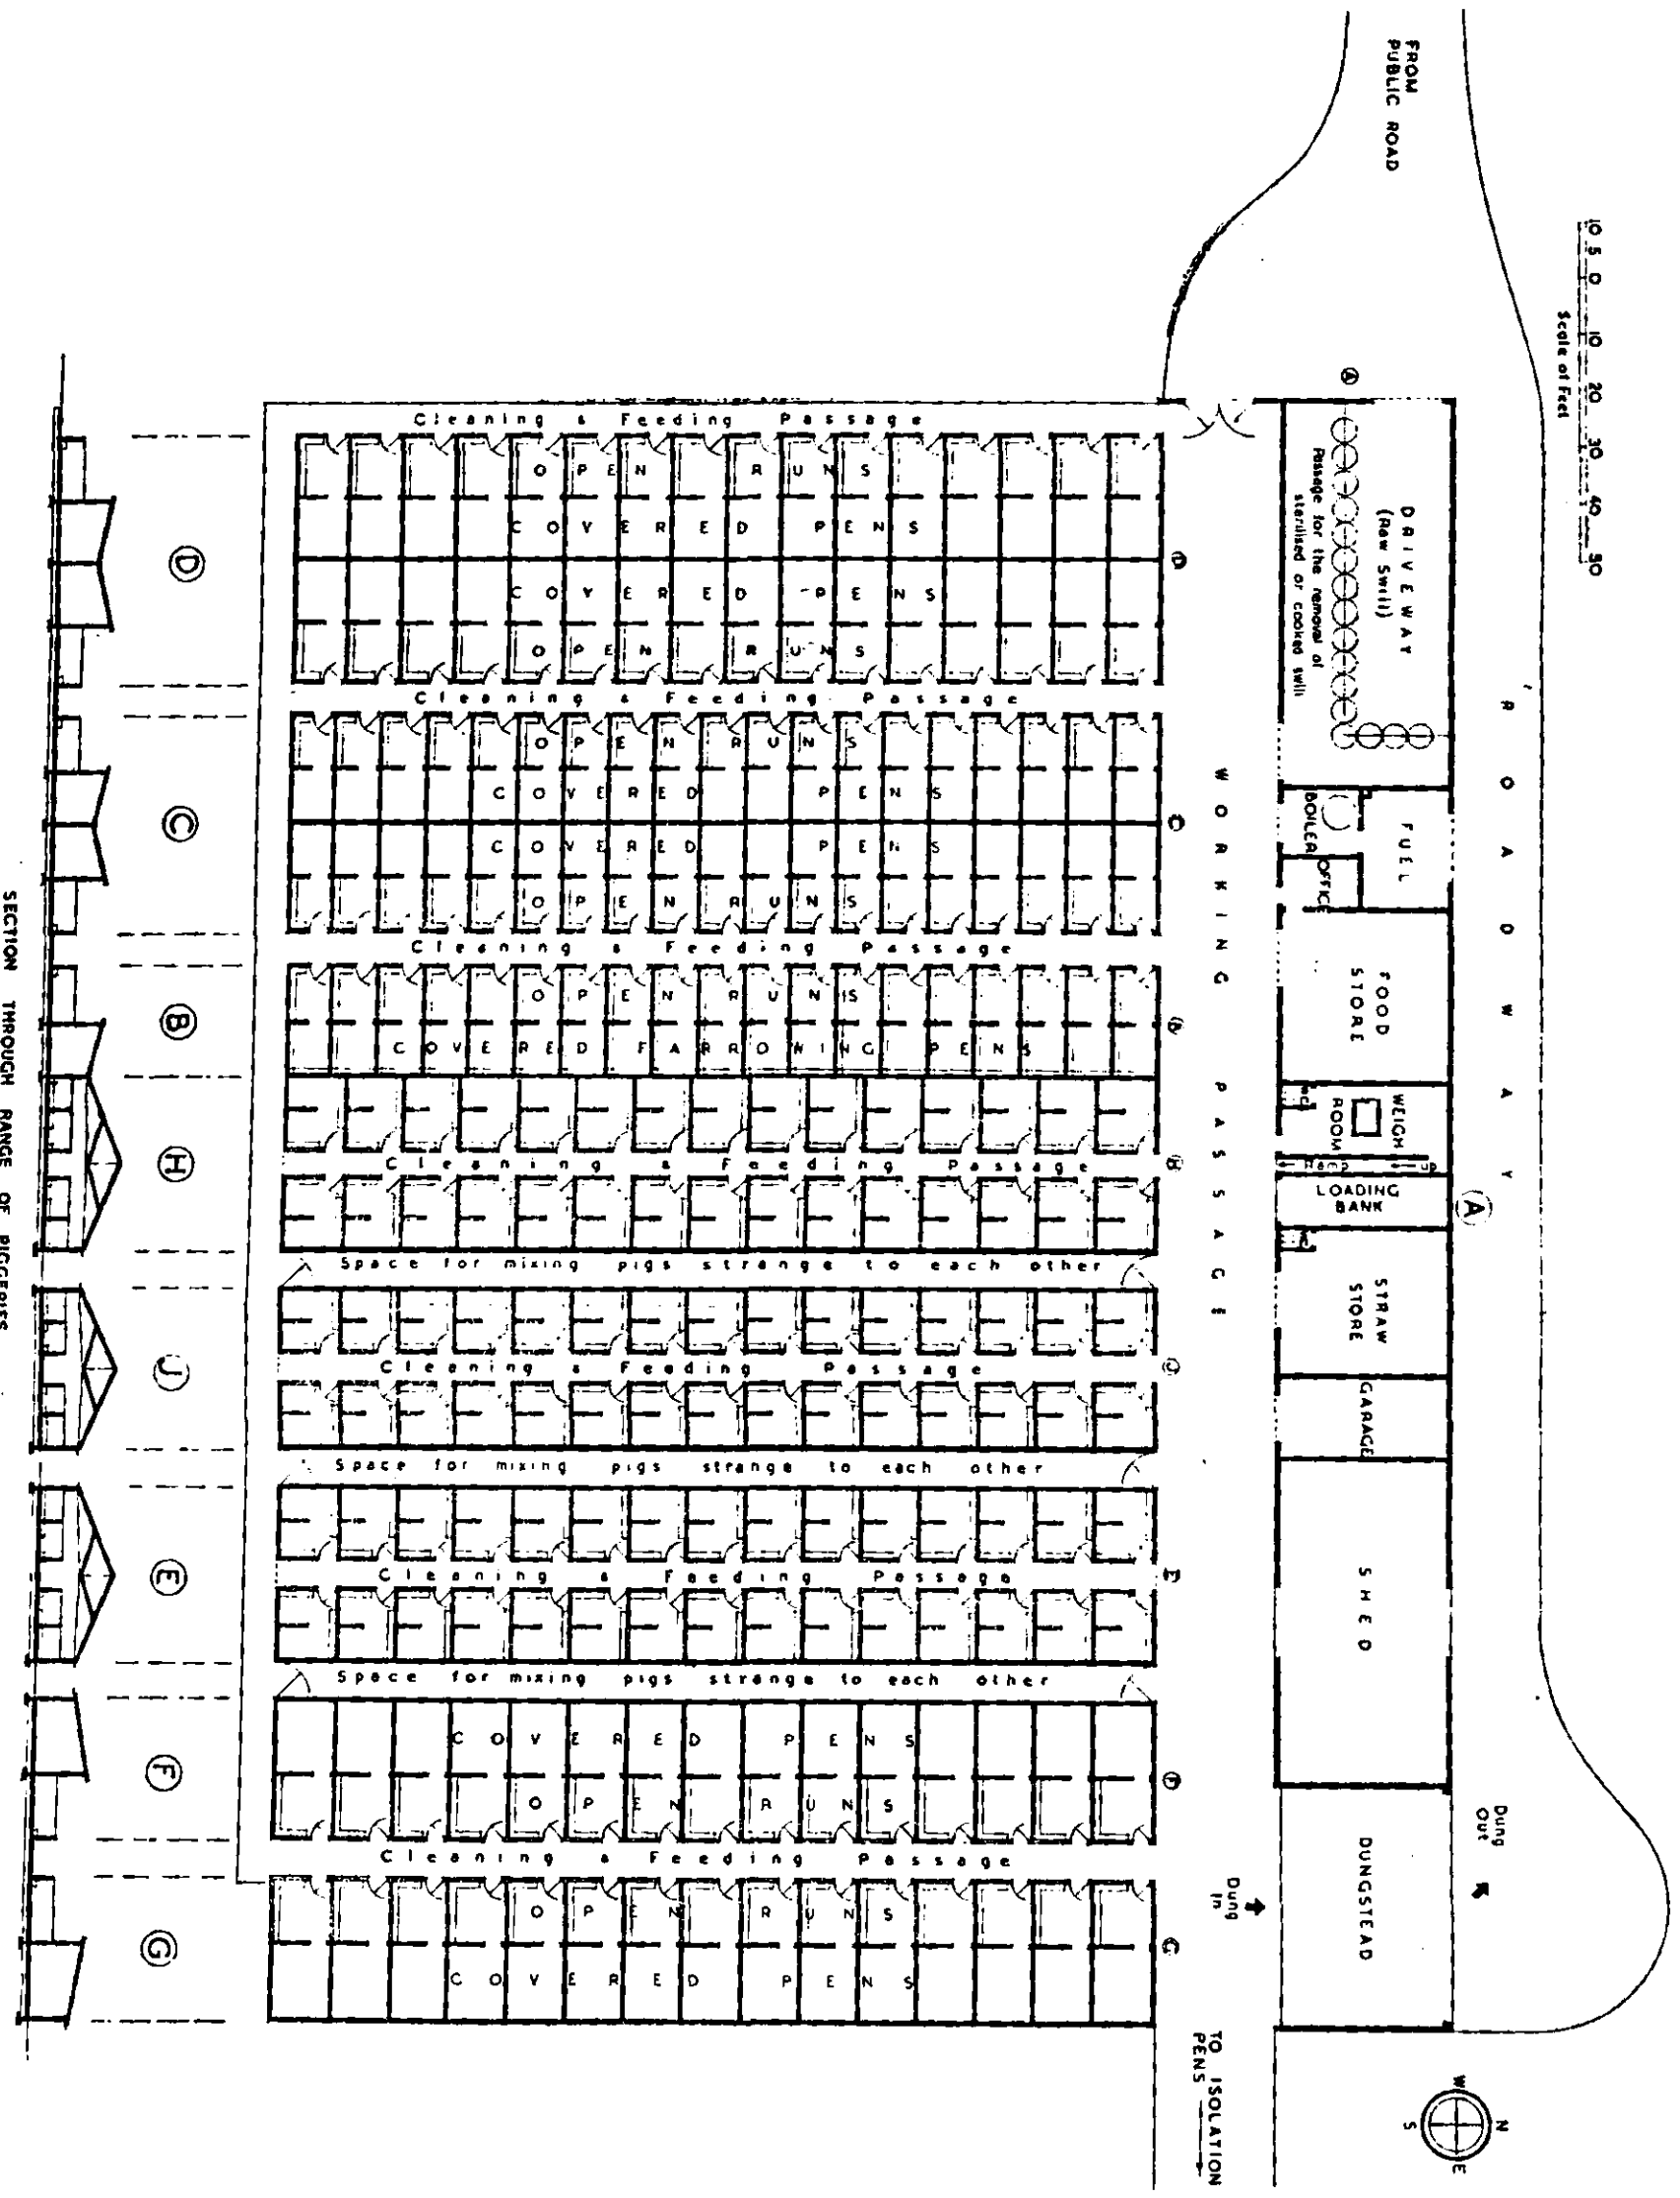 FROM
PUBLIC ROAD
10 5 0 10 20 30 40 50
Scale of Feet
ROADWAY
A
DRIVEWAY
(Raw Swill)
Passage for the removal of
sterilised or cooked swill
FUEL
BOILER
OFFICE
FOOD
STORE
WEIGH
ROOM
Ramp up
LOADING
BANK
A
STRAW
STORE
GARAGE
SHED
DUNGSTEAD
Dung
Out
Dung
In
W N E S
WORKING PASSAGE
TO ISOLATION
PENS
Cleaning & Feeding Passage
OPEN RUNS
COVERED PENS
D
COVERED PENS
OPEN RUNS
Cleaning & Feeding Passage
OPEN RUNS
COVERED PENS
C
COVERED PENS
OPEN RUNS
Cleaning & Feeding Passage
OPEN RUNS
COVERED FARROWING PENS
Cleaning & Feeding Passage
Space for mixing pigs strange to each other
J
Cleaning & Feeding Passage
Space for mixing pigs strange to each other
E
Cleaning & Feeding Passage
Space for mixing pigs strange to each other
COVERED PENS
F
OPEN RUNS
Cleaning & Feeding Passage
OPEN RUNS
G
COVERED PENS
D C B H J E F G
SECTION THROUGH RANGE OF PIGGERIES